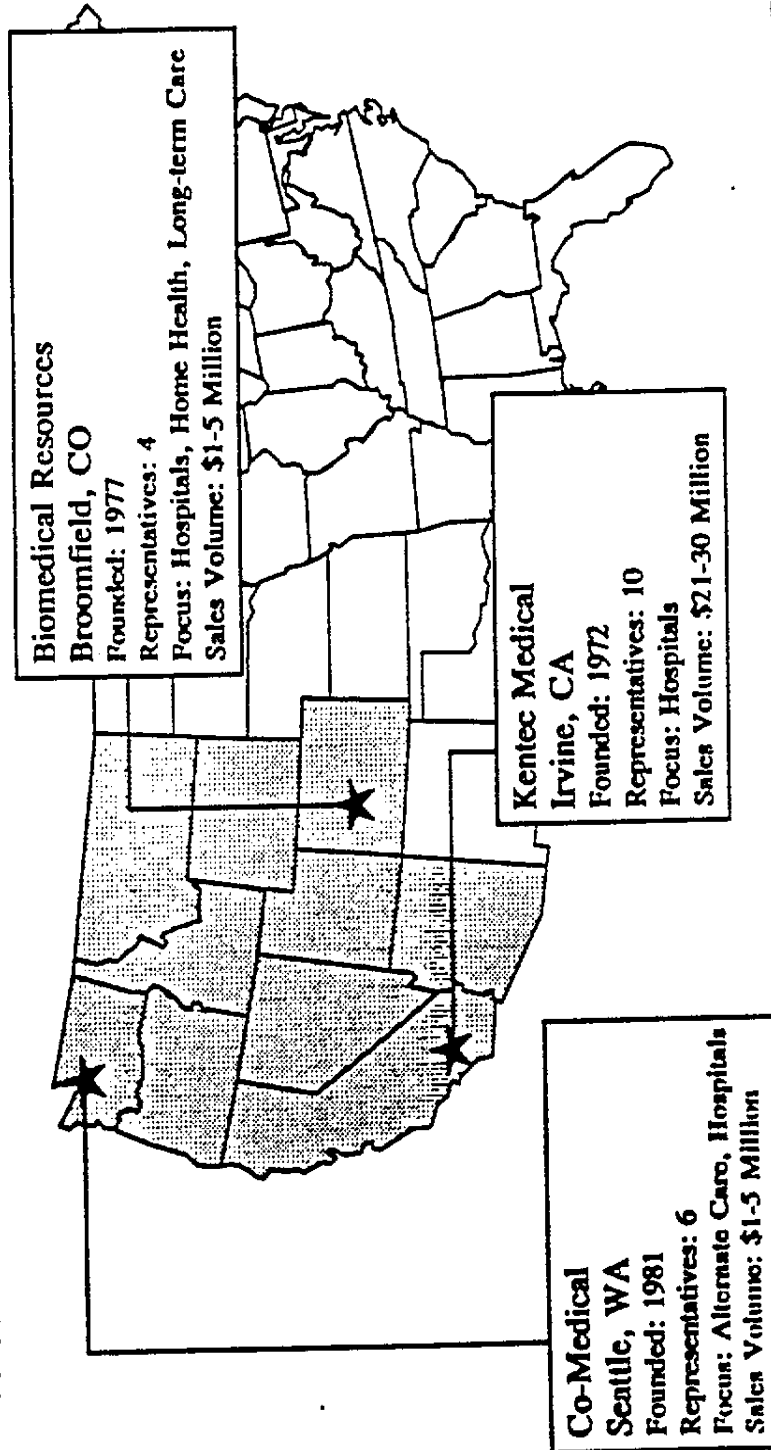 Biomedical Resources
Broomfield, CO
Founded: 1977
Representatives: 4
Focus: Hospitals, Home Health, Long-term Care
Sales Volume: $1-5 Million
Kentec Medical
Irvine, CA
Founded: 1972
Representatives: 10
Focus: Hospitals
Sales Volume: $21-30 Million
Co-Medical
Seattle, WA
Founded: 1981
Representatives: 6
Focus: Alternate Care, Hospitals
Sales Volume: $1-5 Million